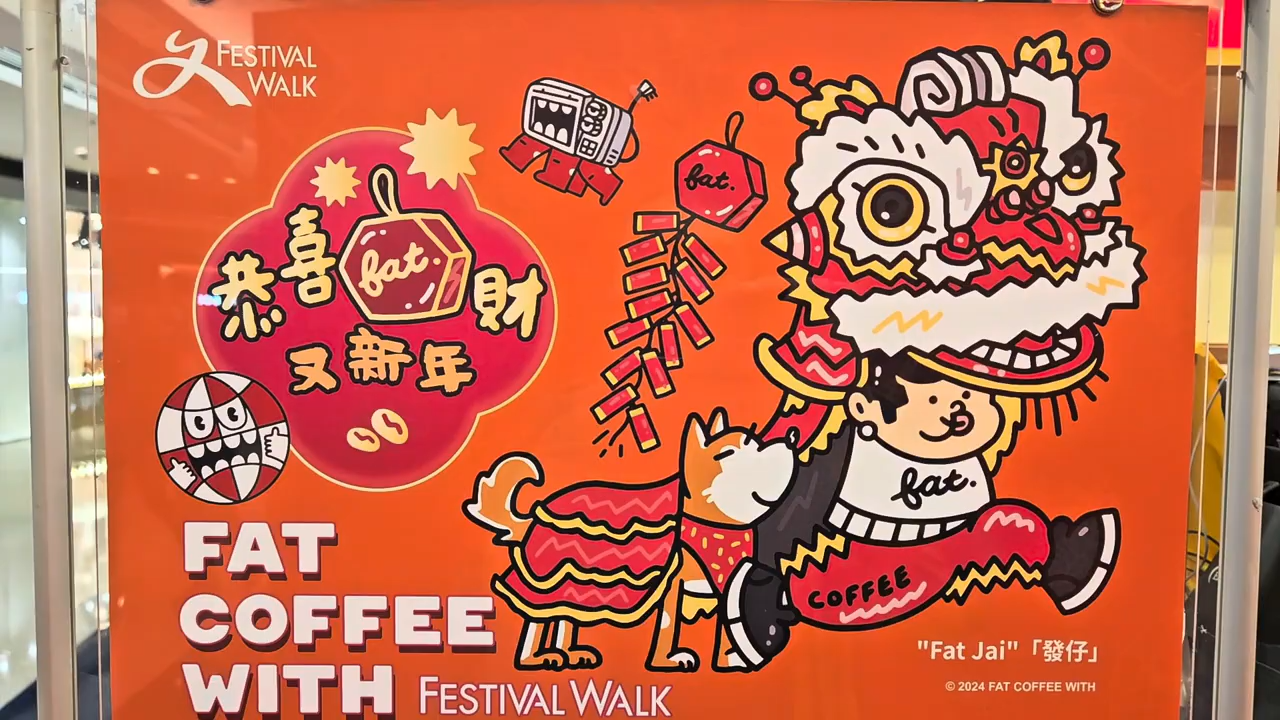 FESTIVAL
WALK
fat.
恭喜 fat. 財
又新年
fat.
COFFEE
FAT
COFFEE
WITH FESTIVAL WALK
"Fat Jai"「發仔」
© 2024 FAT COFFEE WITH